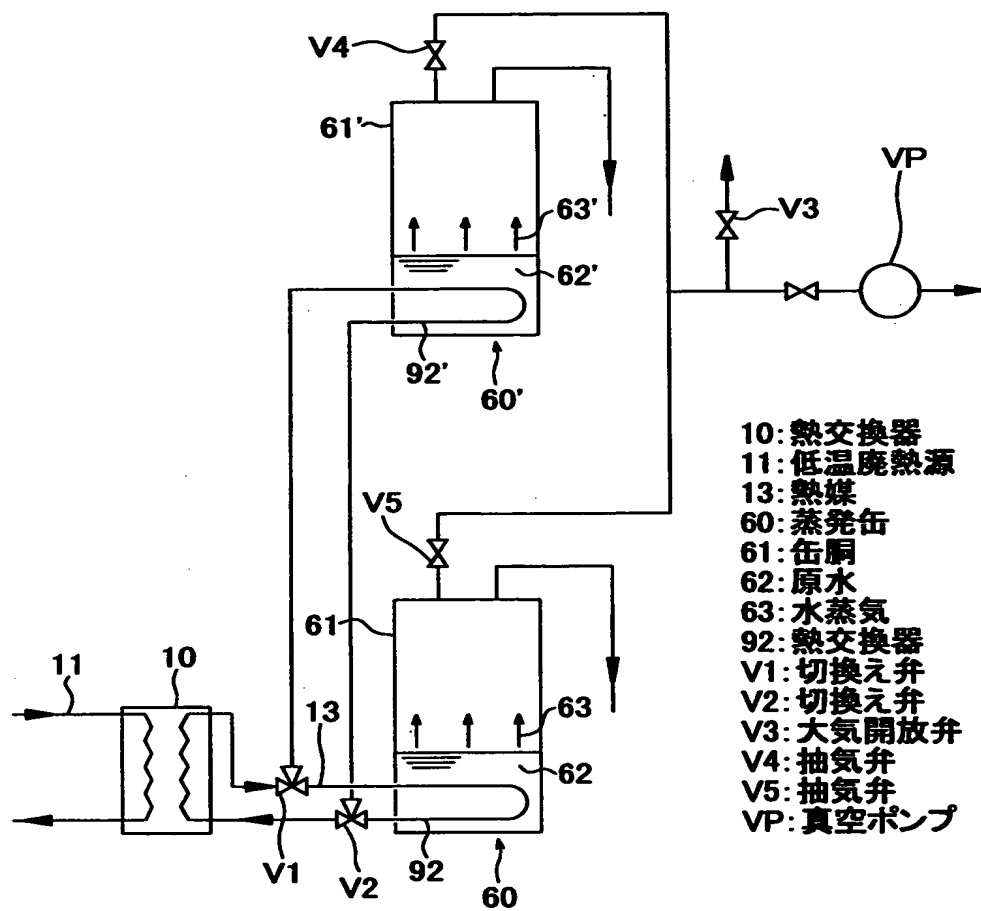 V4
61'
VP
V3
63'
62'
92'
60'
V5
10: 熱交換器
11: 低温廃熱源
13: 熱媒
60: 蒸発缶
61: 缶胴
62: 原水
63: 水蒸気
92: 熱交換器
V1: 切換え弁
V2: 切換え弁
V3: 大気開放弁
V4: 抽気弁
V5: 抽気弁
VP: 真空ポンプ
61
11
10
13
63
62
V1
V2
92
60